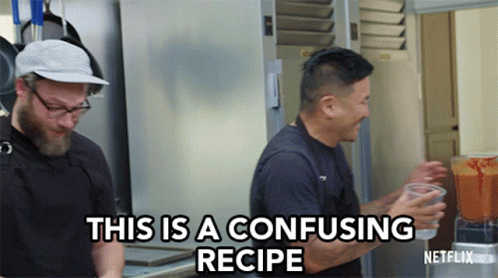 THIS IS A CONFUSING
RECIPE
NETFLIX